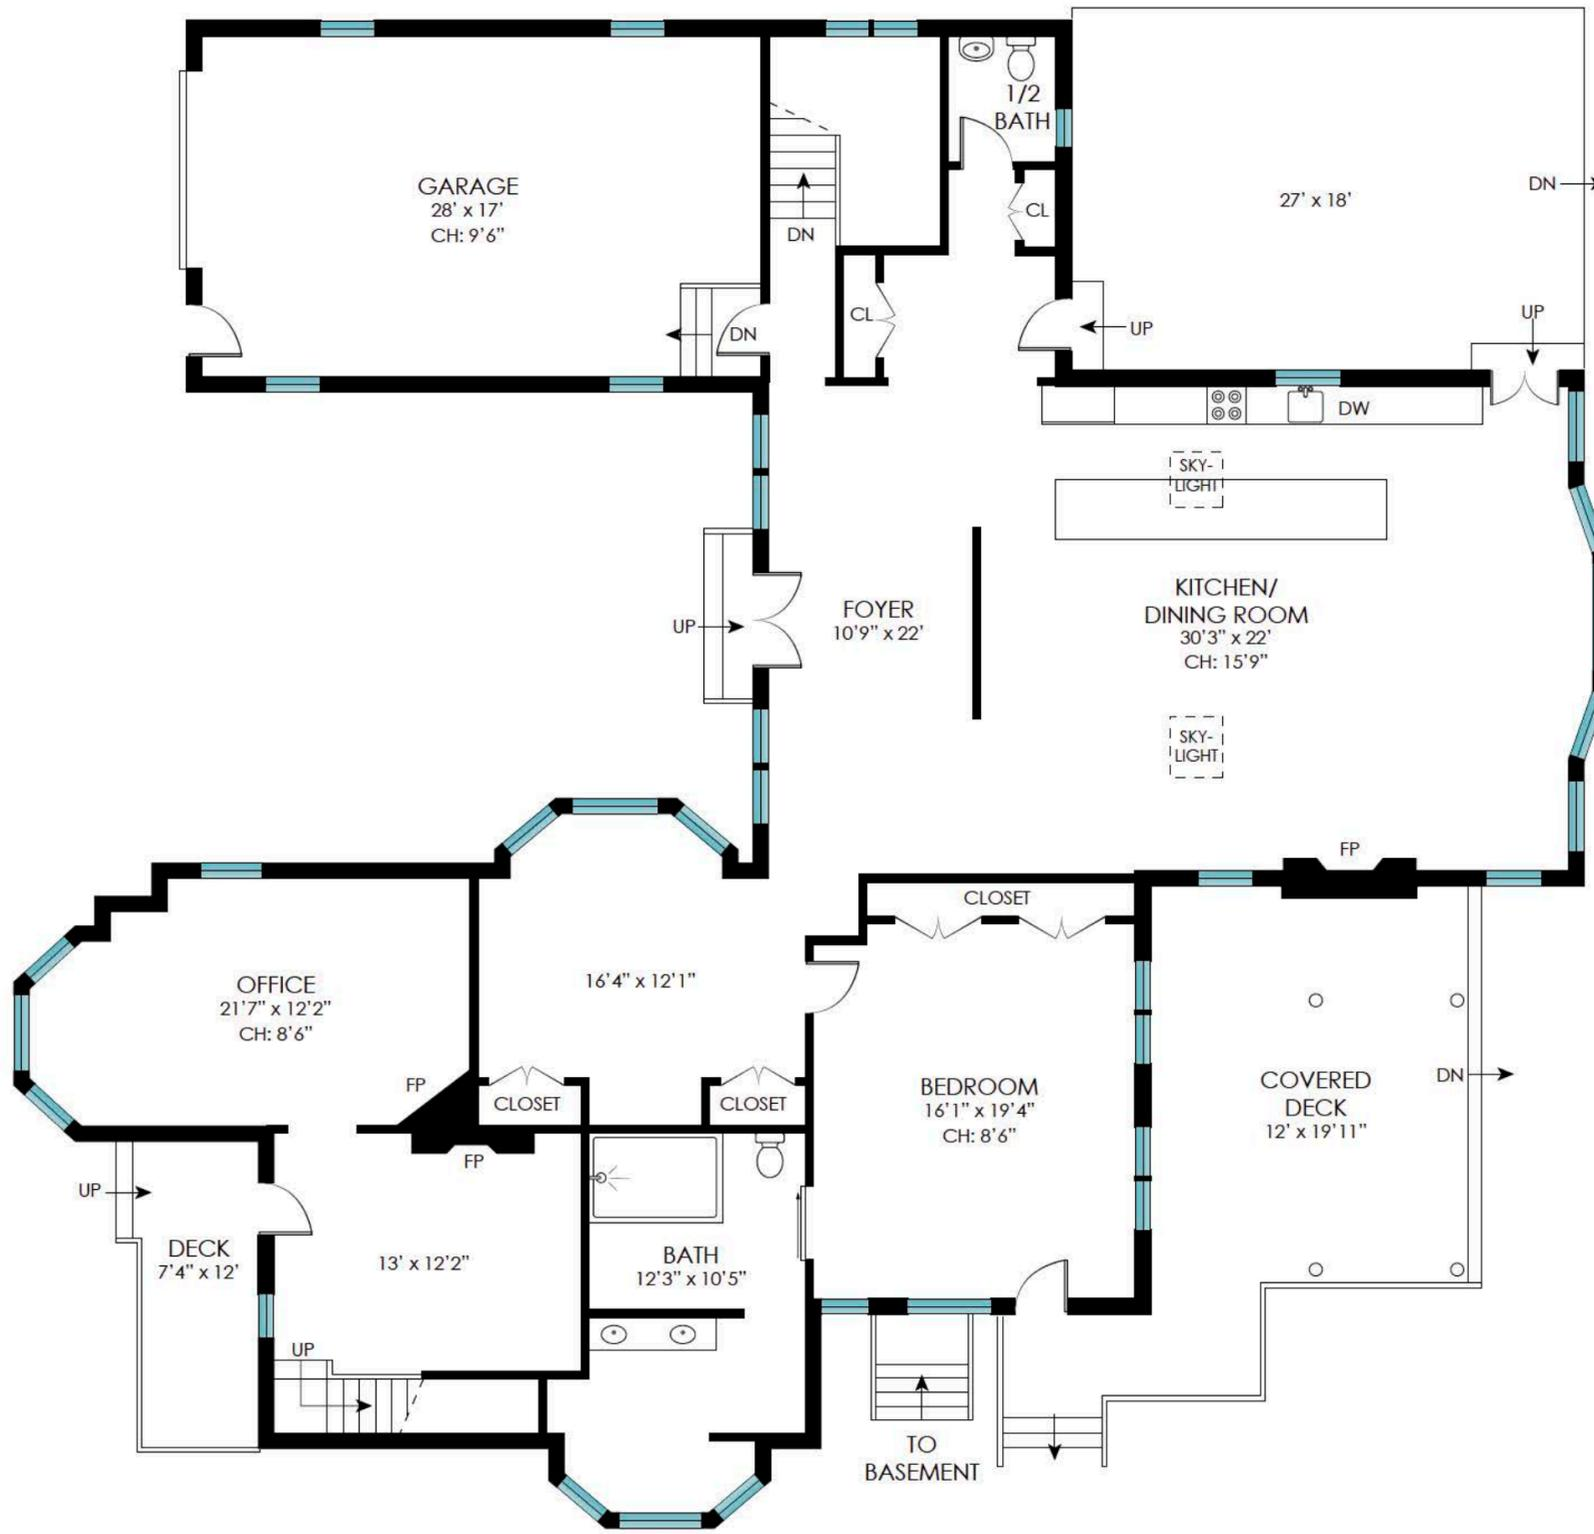 1/2
BATH
GARAGE
28' x 17'
CH: 9'6"
DN
27' x 18'
CL
DN
DN
CL
UP
UP
DN
DW
SKY-
LIGHT
KITCHEN/
DINING ROOM
30'3" x 22'
CH: 15'9"
FOYER
10'9" x 22'
UP
SKY-
LIGHT
FP
CLOSET
OFFICE
21'7" x 12'2"
CH: 8'6"
16'4" x 12'1"
FP
CLOSET
CLOSET
BEDROOM
16'1" x 19'4"
CH: 8'6"
COVERED
DECK
12' x 19'11"
DN
FP
UP
DECK
7'4" x 12'
13' x 12'2"
BATH
12'3" x 10'5"
UP
TO
BASEMENT